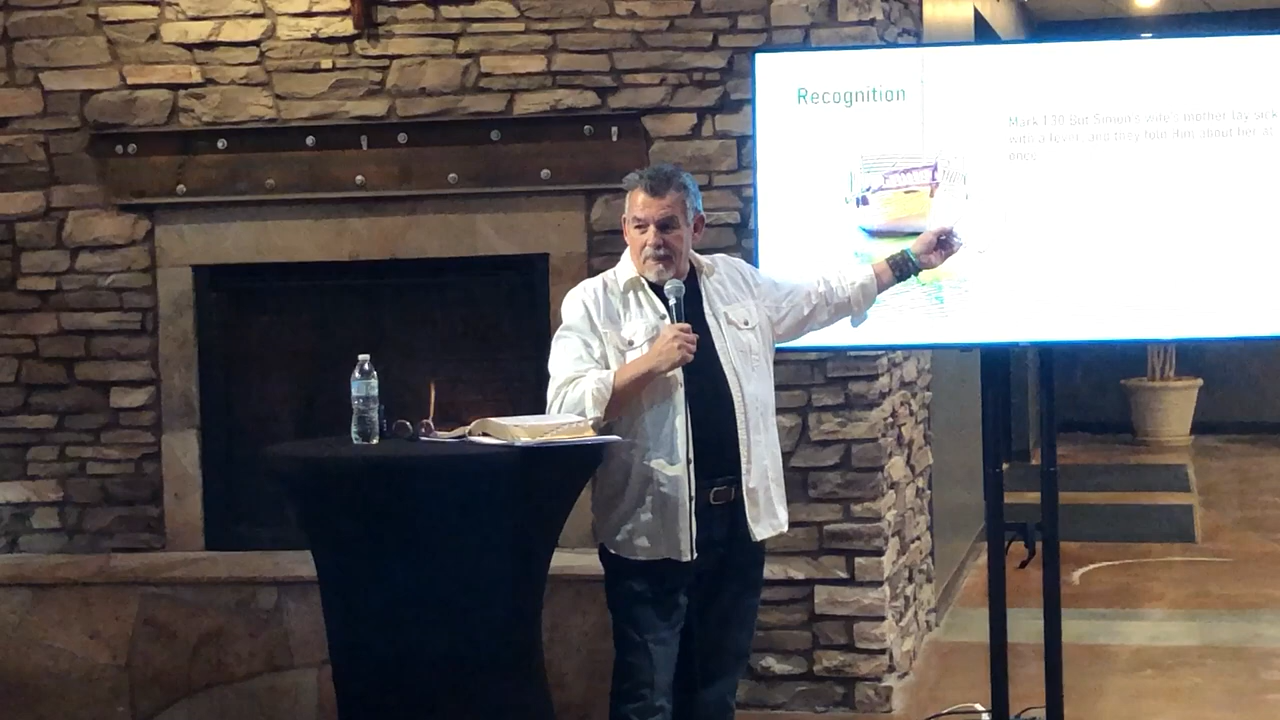 Recognition
Mark 1:30 But Simon's wife's mother lay sick
with a fever, and they told Him about her at
once.